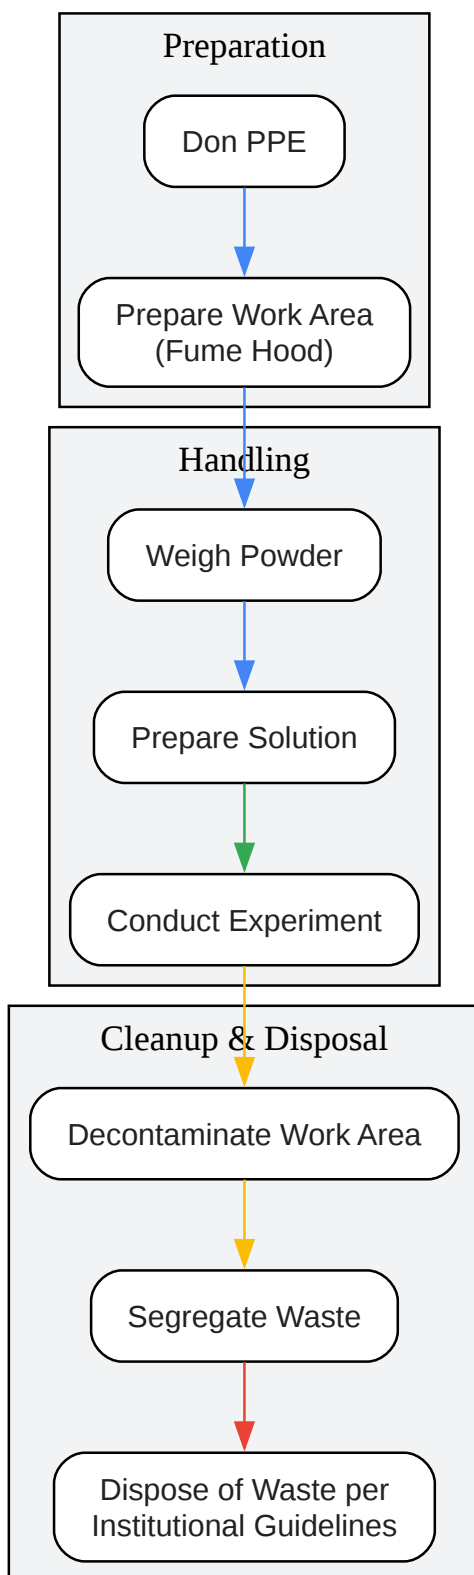 Preparation
Don PPE
Prepare Work Area
(Fume Hood)
Handling
Weigh Powder
Prepare Solution
Conduct Experiment
Cleanup & Disposal
Decontaminate Work Area
Segregate Waste
Dispose of Waste per
Institutional Guidelines